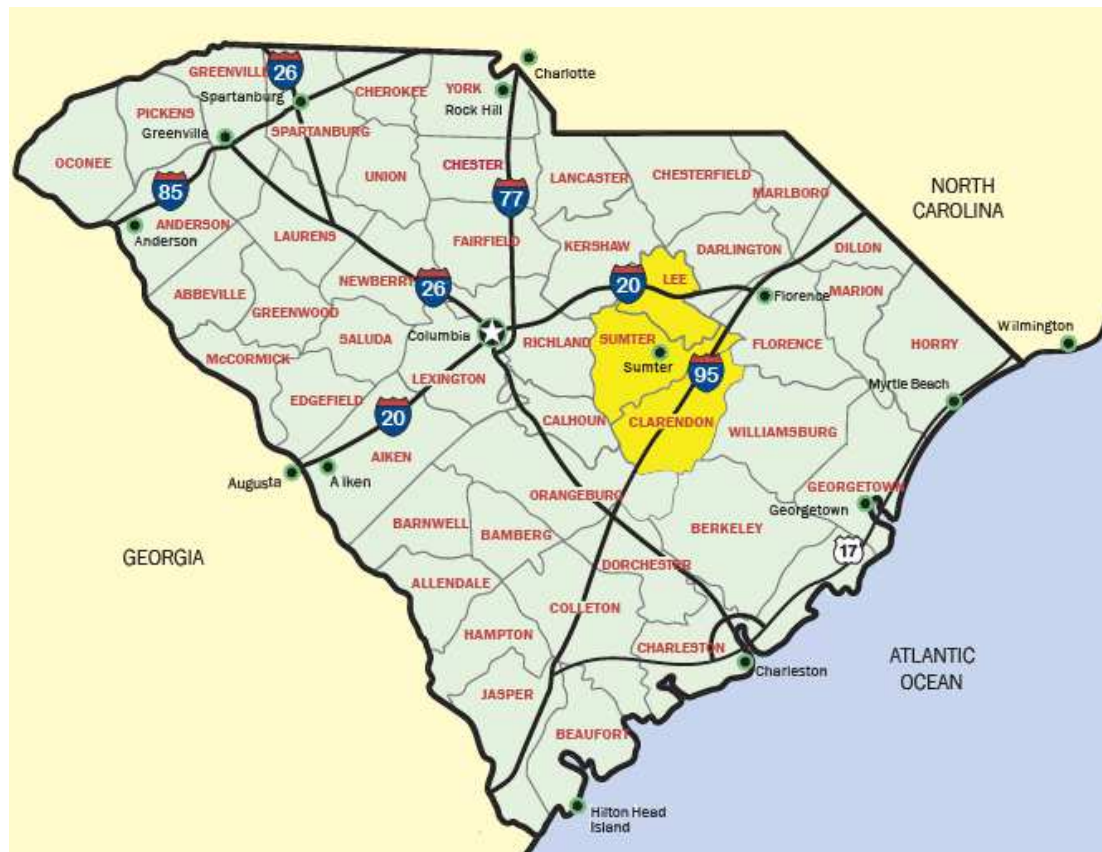 Charlotte
GREENVILLE
26
CHEROKEE
YORK
Spartanburg
Rock Hill
PICKENS
Greenville
SPARTANBURG
OCONEE
UNION
CHESTER
LANCASTER
CHESTERFIELD
MARLBORO
NORTH
CAROLINA
85
77
ANDERSON
Anderson
LAURENS
FAIRFIELD
KERSHAW
DARLINGTON
DILLON
NEWBERRY
26
20
LEE
ABBEVILLE
Florence
MARION
GREENWOOD
Wilmington
SALUDA
Columbia
RICHLAND
SUMTER
FLORENCE
HORRY
McCORMICK
Sumter
LEXINGTON
95
Myrtle Beach
EDGEFIELD
20
CALHOUN
CLARENDON
WILLIAMSBURG
AIKEN
Augusta
A iken
GEORGETOWN
ORANGEBURG
Georgetown
BARNWELL
BAMBERG
BERKELEY
GEORGIA
17
DORCHESTER
ALLENDALE
COLLETON
HAMPTON
CHARLESTON
ATLANTIC
OCEAN
Charleston
JASPER
BEAUFORT
Hilton Head
Island